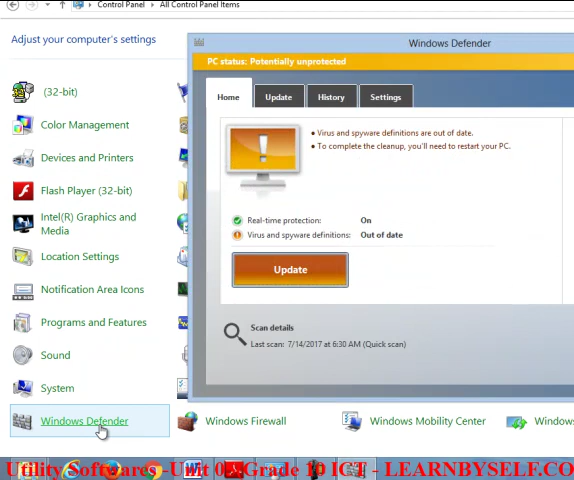 Control Panel ▸ All Control Panel Items
Adjust your computer's settings
Windows Defender
PC status: Potentially unprotected
Home Update History Settings
• Virus and spyware definitions are out of date.
• To complete the cleanup, you'll need to restart your PC.
Real-time protection: On
Virus and spyware definitions: Out of date
Update
Scan details
Last scan: 7/14/2017 at 6:30 AM (Quick scan)
(32-bit)
Color Management
Devices and Printers
Flash Player (32-bit)
Intel(R) Graphics and
Media
Location Settings
Notification Area Icons
Programs and Features
Sound
System
Windows Defender
Windows Firewall
Windows Mobility Center
Windows
Utility Softwares -Unit 0 Grade 10 ICT - LEARNBYSELF.CO